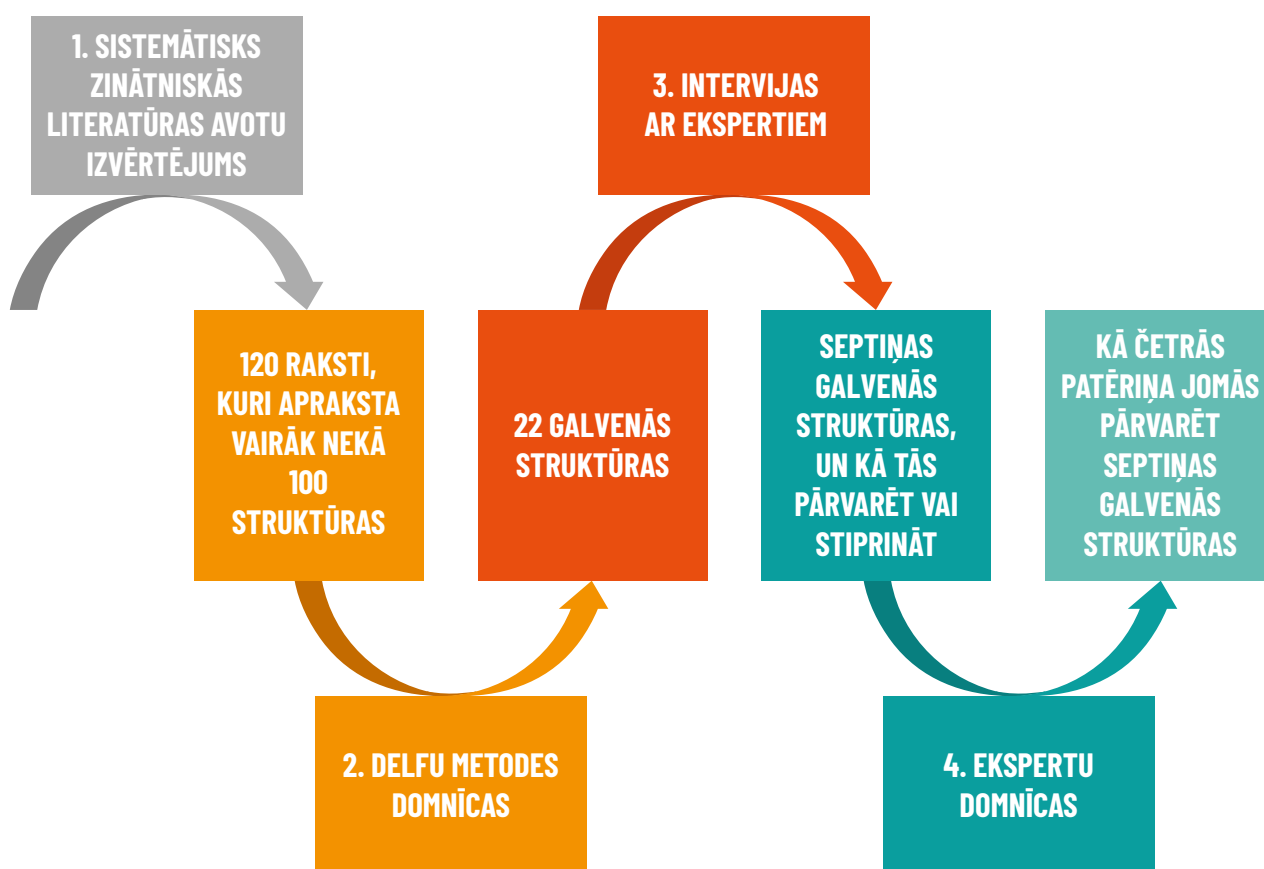 1. SISTEMĀTISKS
ZINĀTNISKĀS
LITERATŪRAS AVOTU
IZVĒRTĒJUMS
3. INTERVIJAS
AR EKSPERTIEM
120 RAKSTI,
KURI APRAKSTA
VAIRĀK NEKĀ
100
STRUKTŪRAS
22 GALVENĀS
STRUKTŪRAS
SEPTIŅAS
GALVENĀS
STRUKTŪRAS,
UN KĀ TĀS
PĀRVARĒT VAI
STIPRINĀT
KĀ ČETRĀS
PATĒRIŅA JOMĀS
PĀRVARĒT
SEPTIŅAS
GALVENĀS
STRUKTŪRAS
2. DELFU METODES
DOMNĪCAS
4. EKSPERTU
DOMNĪCAS